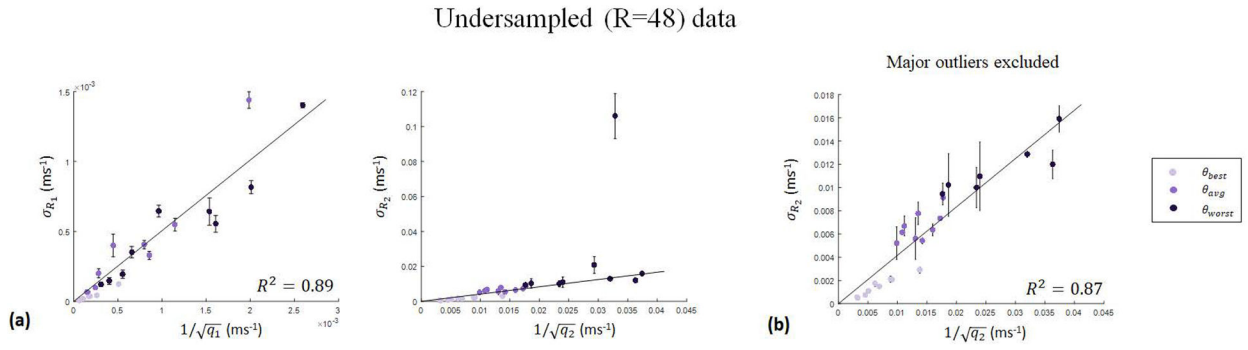 Undersampled (R=48) data
Major outliers excluded
×10⁻³
1.5
1
0.5
0
σ_R₁ (ms⁻¹)
0 0.5 1 1.5 2 2.5 3
×10⁻³
1/√q₁ (ms⁻¹)
R² = 0.89
(a)
0.12
0.1
0.08
0.06
0.04
0.02
0
σ_R₂ (ms⁻¹)
0 0.005 0.01 0.015 0.02 0.025 0.03 0.035 0.04 0.045
1/√q₂ (ms⁻¹)
0.018
0.016
0.014
0.012
0.01
0.008
0.006
0.004
0.002
0
σ_R₂ (ms⁻¹)
0 0.005 0.01 0.015 0.02 0.025 0.03 0.035 0.04 0.045
1/√q₂ (ms⁻¹)
R² = 0.87
(b)
θ_best
θ_avg
θ_worst